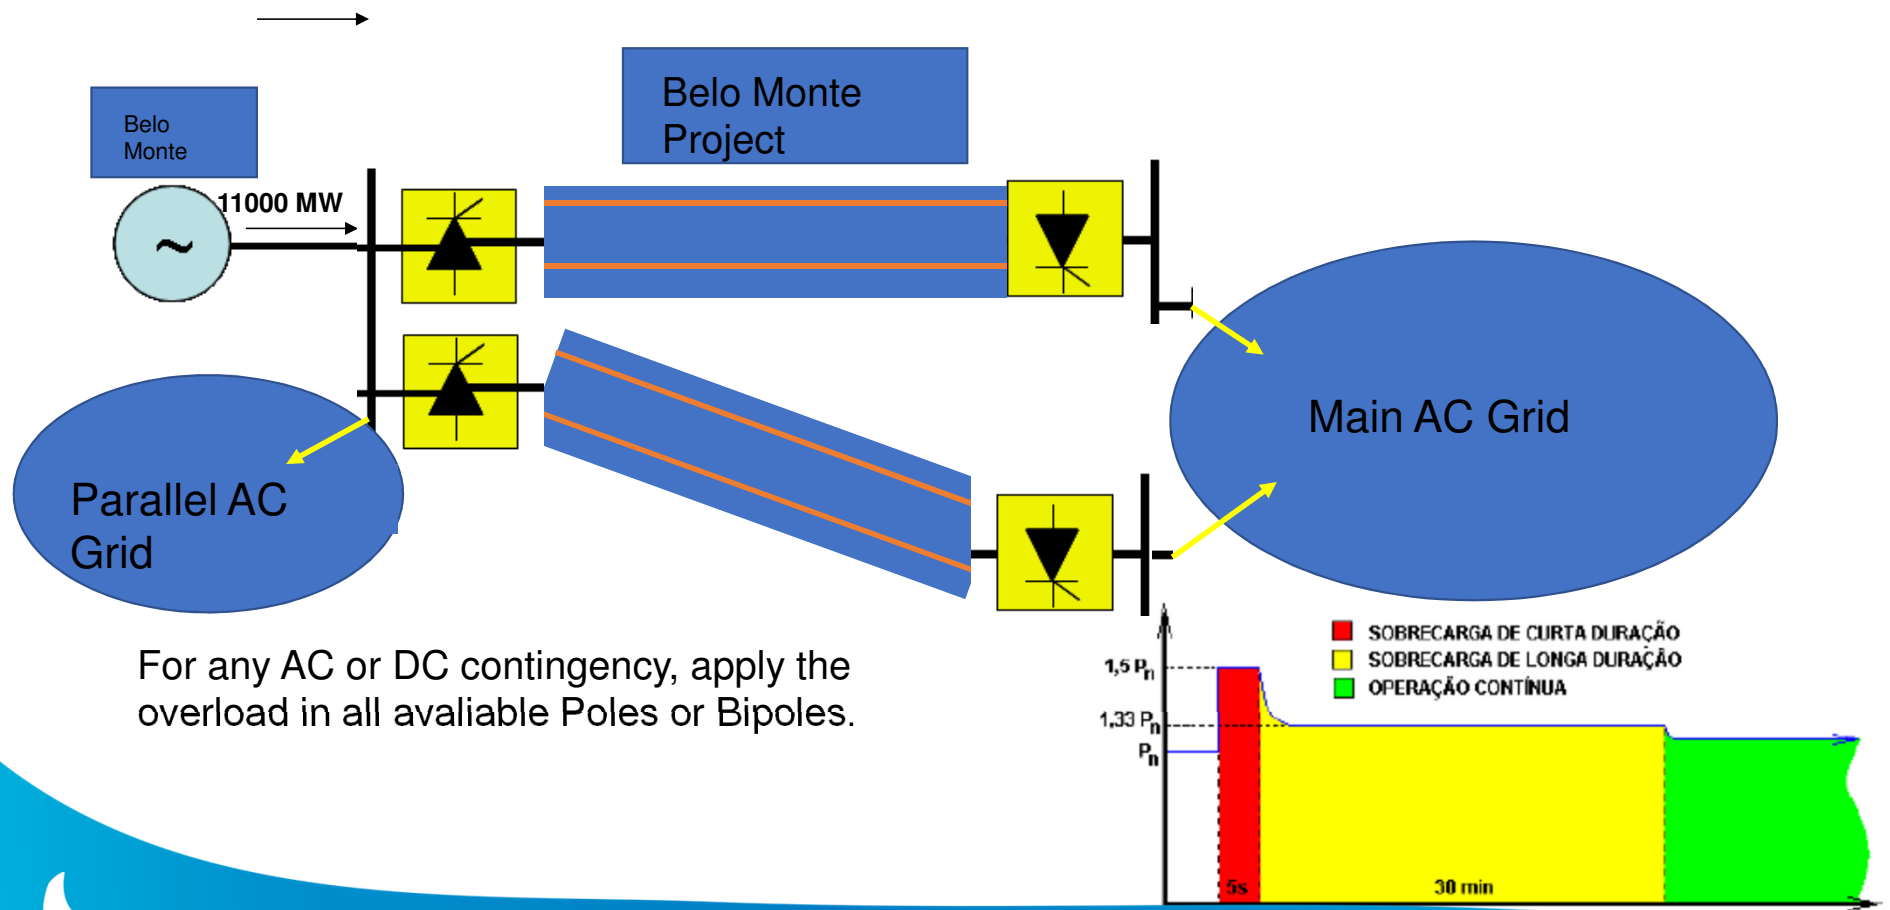 Belo
Monte
Belo Monte
Project
11000 MW
~
Main AC Grid
Parallel AC
Grid
For any AC or DC contingency, apply the
overload in all avaliable Poles or Bipoles.
SOBRECARGA DE CURTA DURAÇÃO
SOBRECARGA DE LONGA DURAÇÃO
OPERAÇÃO CONTÍNUA
1,5 Pn
1,33 Pn
Pn
5s
30 min